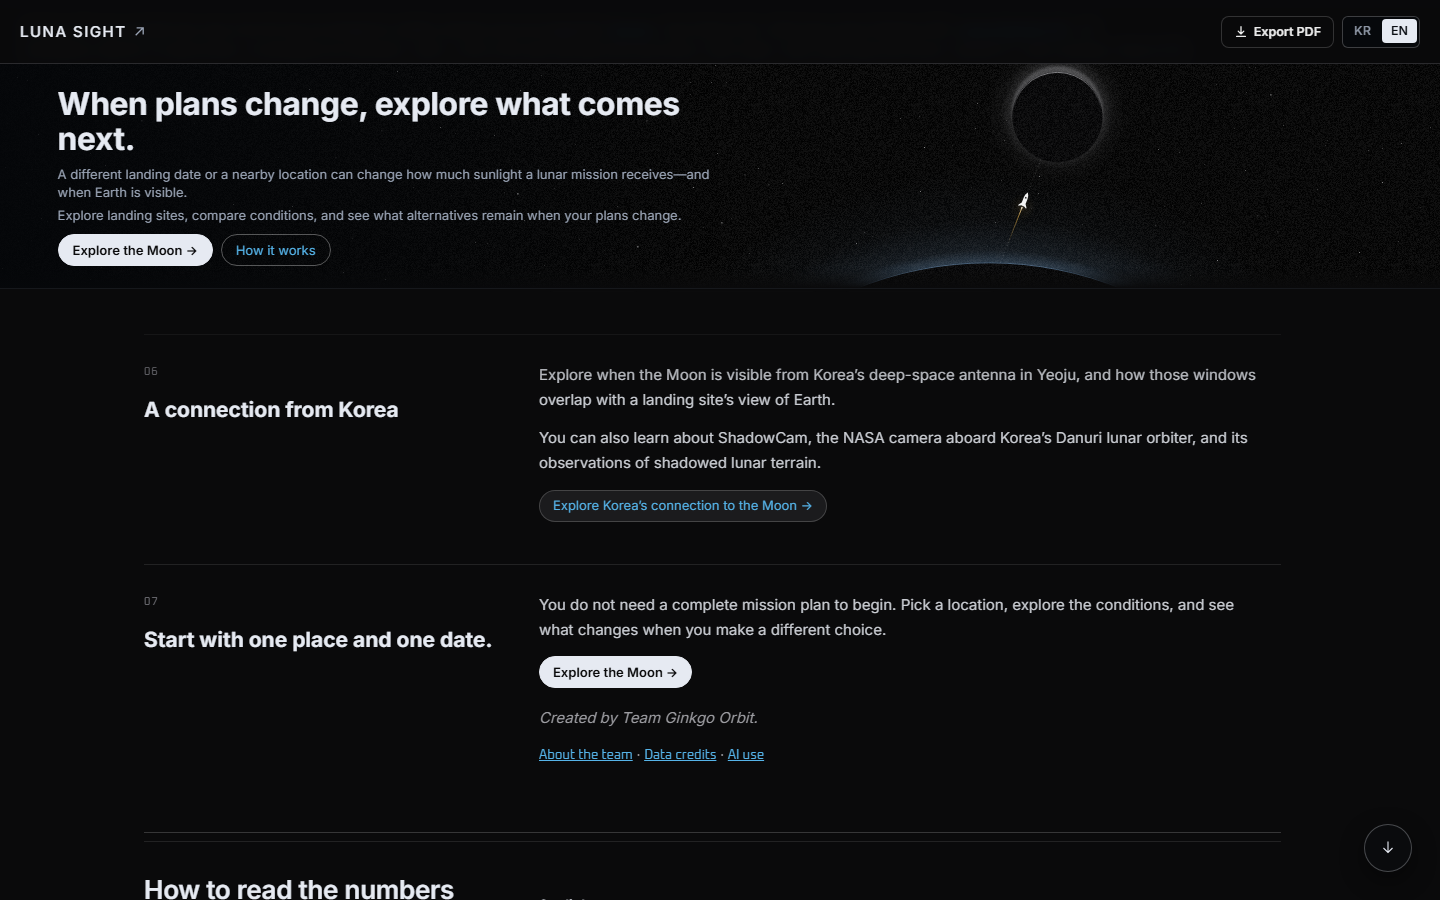 LUNA SIGHT ↗
Export PDF
KR EN
When plans change, explore what comes
next.
A different landing date or a nearby location can change how much sunlight a lunar mission receives—and
when Earth is visible.
Explore landing sites, compare conditions, and see what alternatives remain when your plans change.
Explore the Moon →
How it works
06
A connection from Korea
Explore when the Moon is visible from Korea’s deep-space antenna in Yeoju, and how those windows
overlap with a landing site’s view of Earth.
You can also learn about ShadowCam, the NASA camera aboard Korea’s Danuri lunar orbiter, and its
observations of shadowed lunar terrain.
Explore Korea’s connection to the Moon →
07
Start with one place and one date.
You do not need a complete mission plan to begin. Pick a location, explore the conditions, and see
what changes when you make a different choice.
Explore the Moon →
Created by Team Ginkgo Orbit.
About the team · Data credits · AI use
How to read the numbers